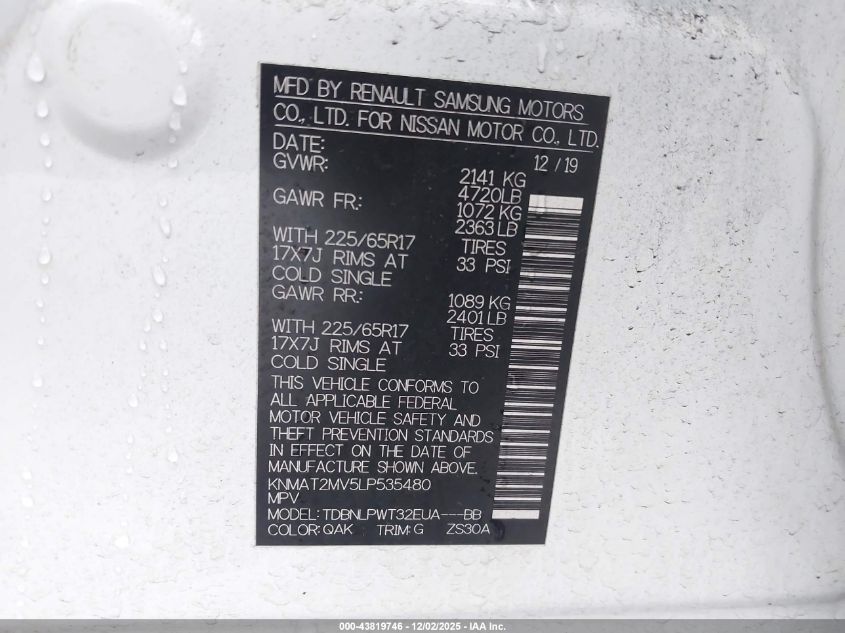 MFD BY RENAULT SAMSUNG MOTORS
CO., LTD. FOR NISSAN MOTOR CO., LTD.
DATE: 12 / 19
GVWR: 2141 KG
4720LB
GAWR FR: 1072 KG
2363 LB
WITH 225/65R17 TIRES
17X7J RIMS AT 33 PSI
COLD SINGLE
GAWR RR: 1089 KG
2401 LB
WITH 225/65R17 TIRES
17X7J RIMS AT 33 PSI
COLD SINGLE
THIS VEHICLE CONFORMS TO
ALL APPLICABLE FEDERAL
MOTOR VEHICLE SAFETY AND
THEFT PREVENTION STANDARDS
IN EFFECT ON THE DATE OF
MANUFACTURE SHOWN ABOVE.
KNMAT2MV5LP535480
MPV
MODEL: TDBNLPWT32EUA---BB
COLOR: QAK TRIM: G ZS30A
000-43819746 - 12/02/2025 - IAA Inc.